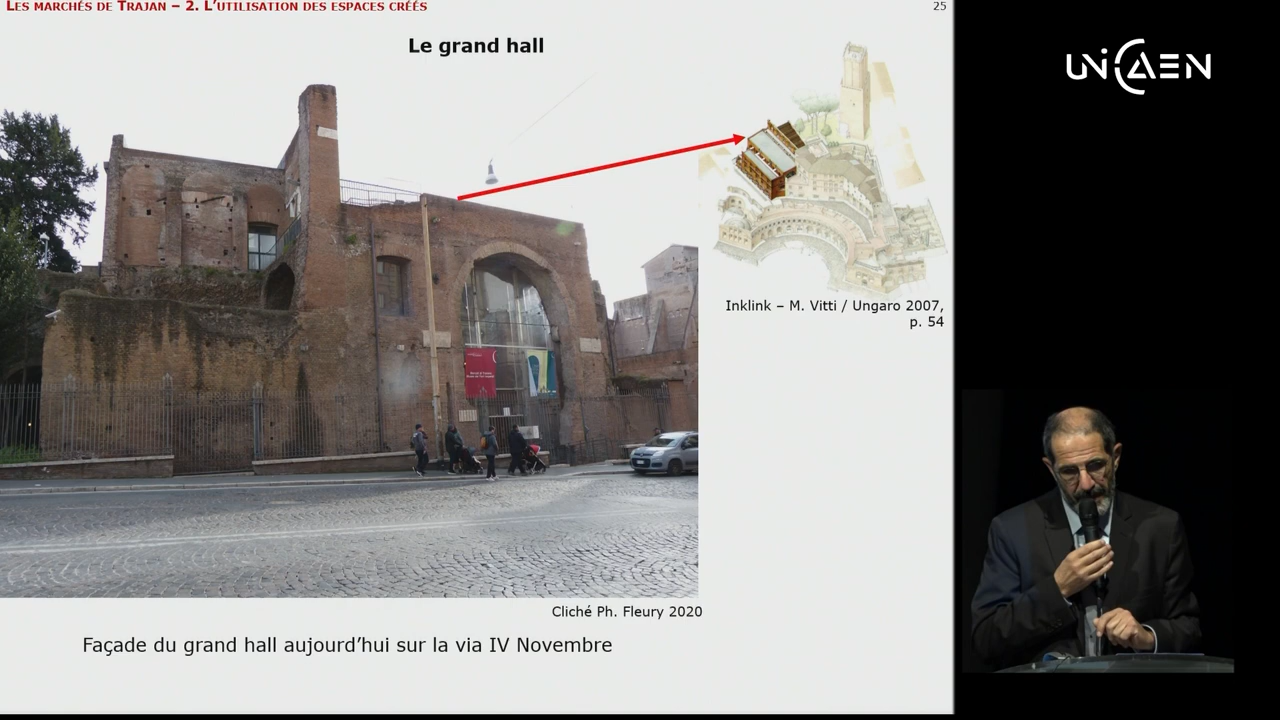 LES MARCHÉS DE TRAJAN – 2. L'UTILISATION DES ESPACES CRÉÉS
25
Le grand hall
UNICAEN
Inklink – M. Vitti / Ungaro 2007,
p. 54
Cliché Ph. Fleury 2020
Façade du grand hall aujourd'hui sur la via IV Novembre